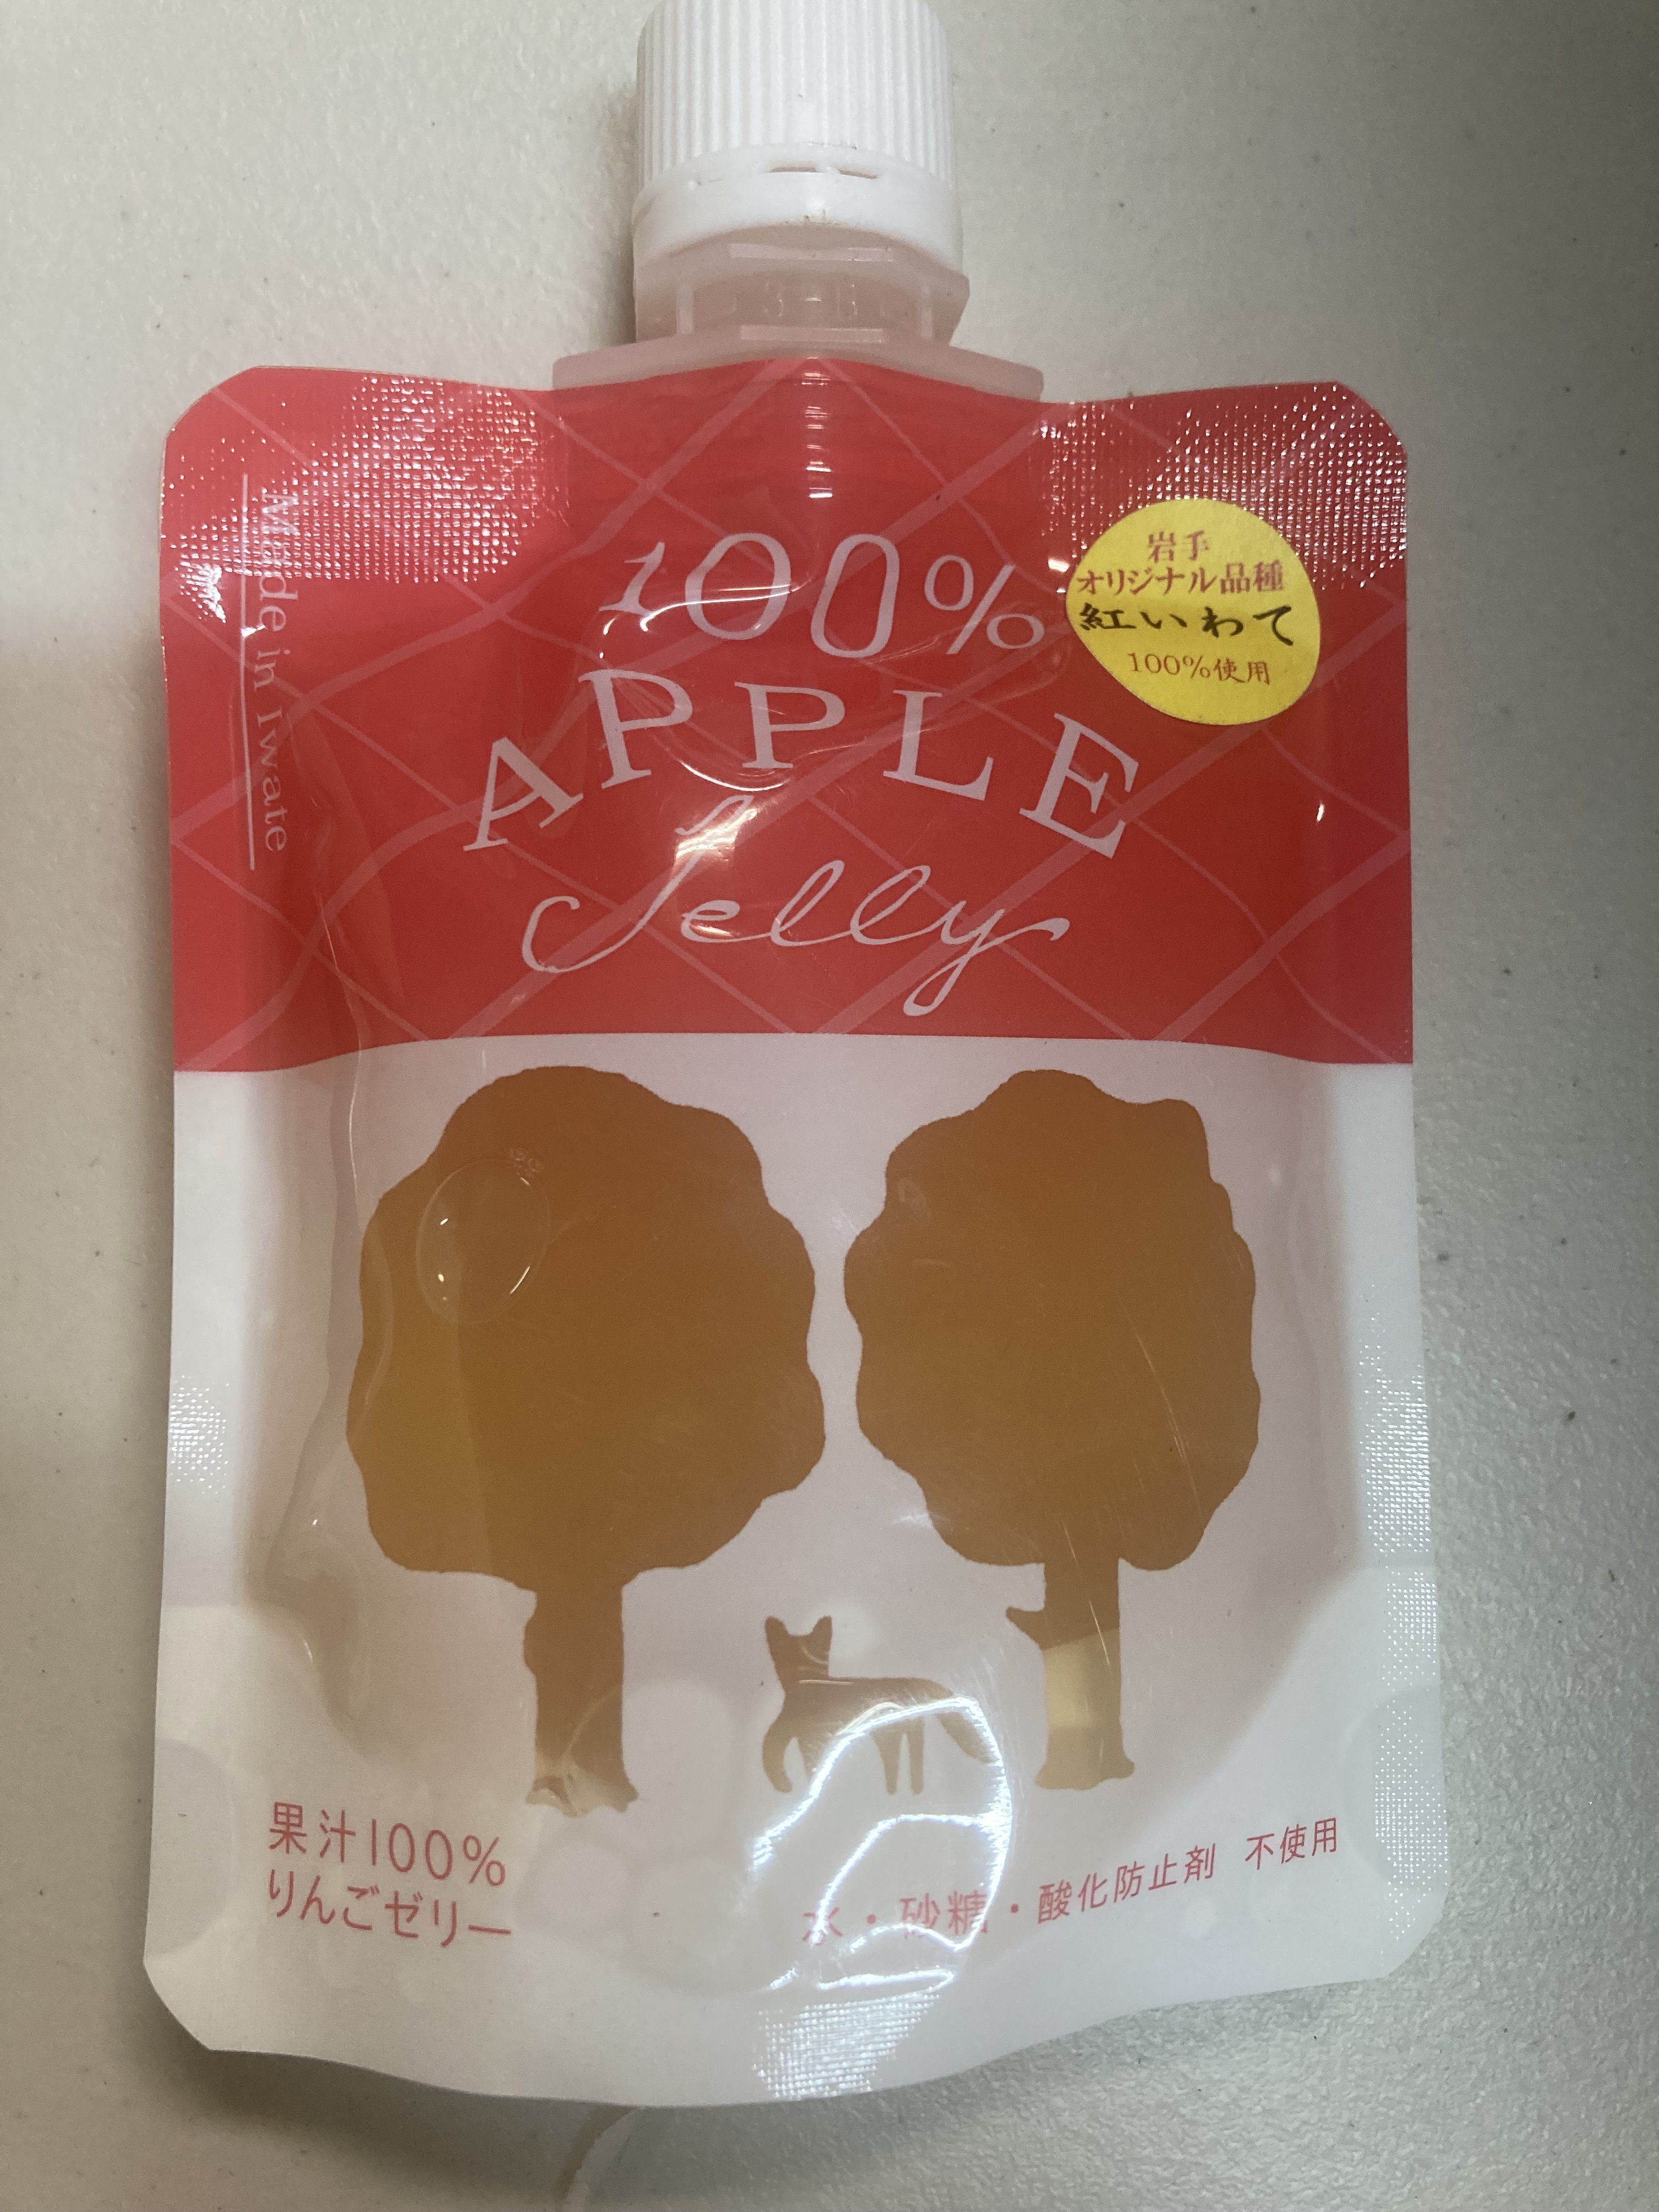 Made in Iwate
100%
APPLE
Jelly
岩手
オリジナル品種
紅いわて
100%使用
果汁100%
りんごゼリー
水・砂糖・酸化防止剤 不使用